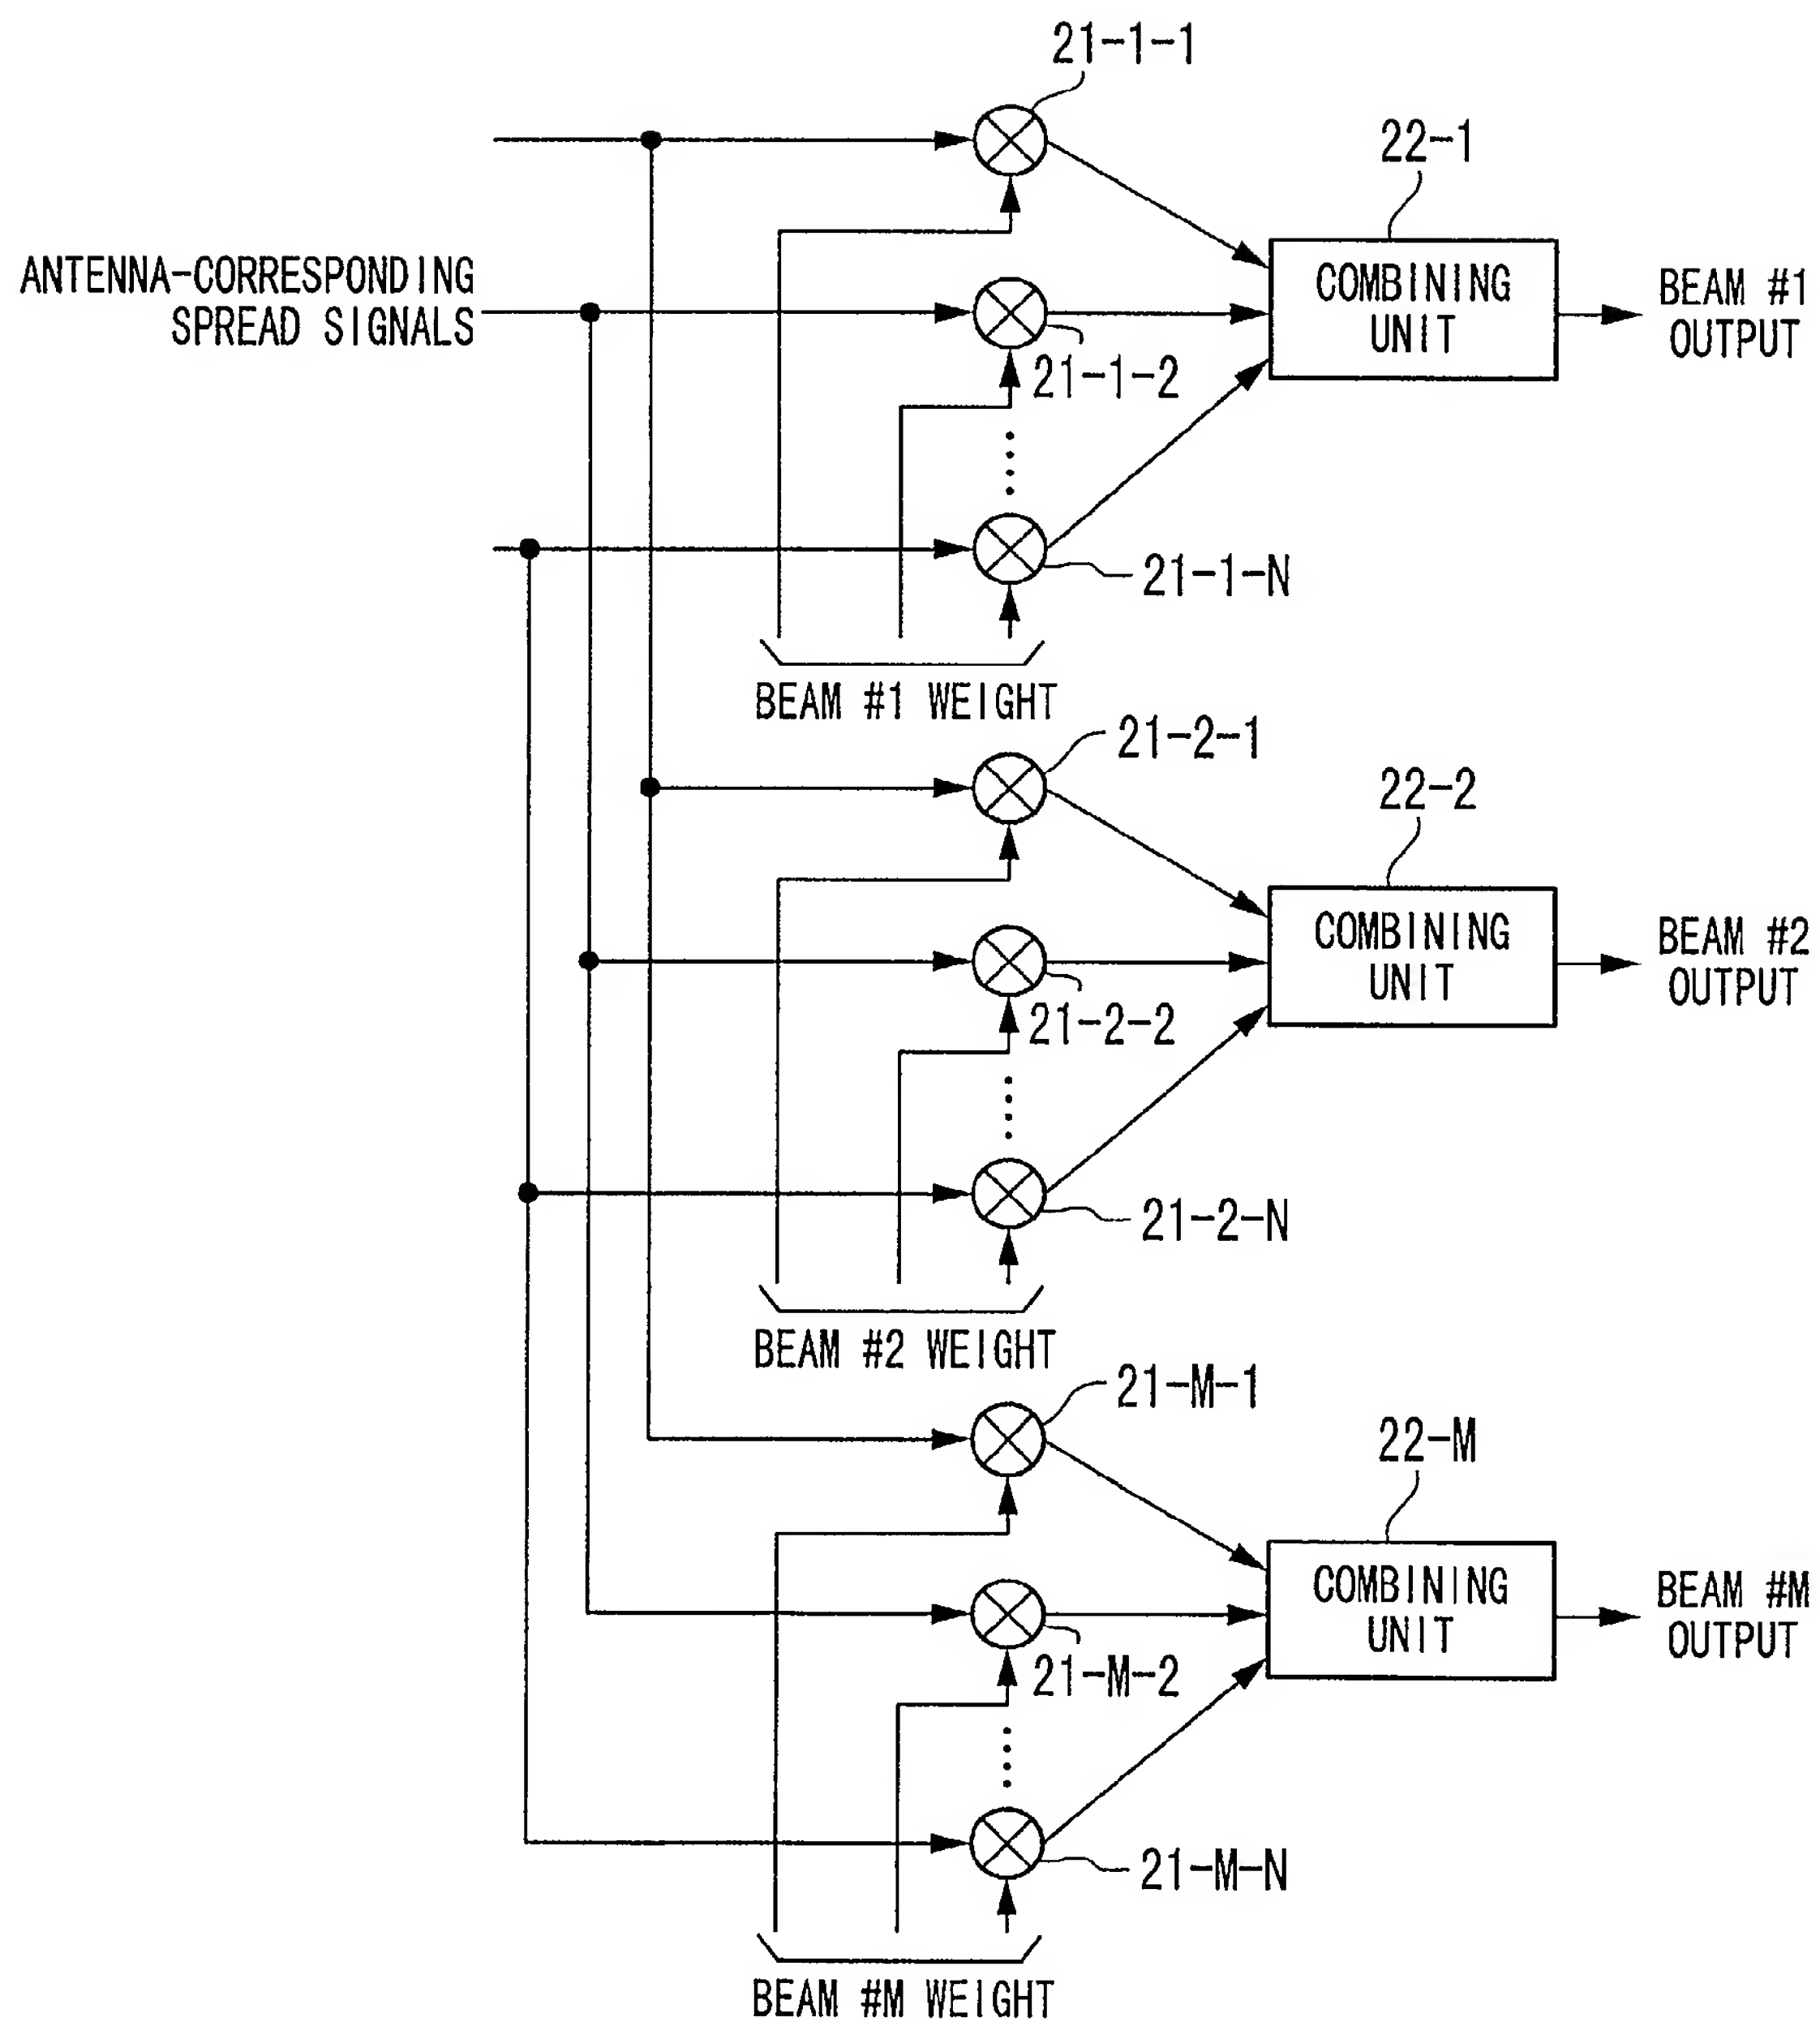 21-1-1
22-1
ANTENNA-CORRESPONDING
SPREAD SIGNALS
COMBINING
UNIT
BEAM #1
OUTPUT
21-1-2
21-1-N
BEAM #1 WEIGHT
21-2-1
22-2
COMBINING
UNIT
BEAM #2
OUTPUT
21-2-2
21-2-N
BEAM #2 WEIGHT
21-M-1
22-M
COMBINING
UNIT
BEAM #M
OUTPUT
21-M-2
21-M-N
BEAM #M WEIGHT